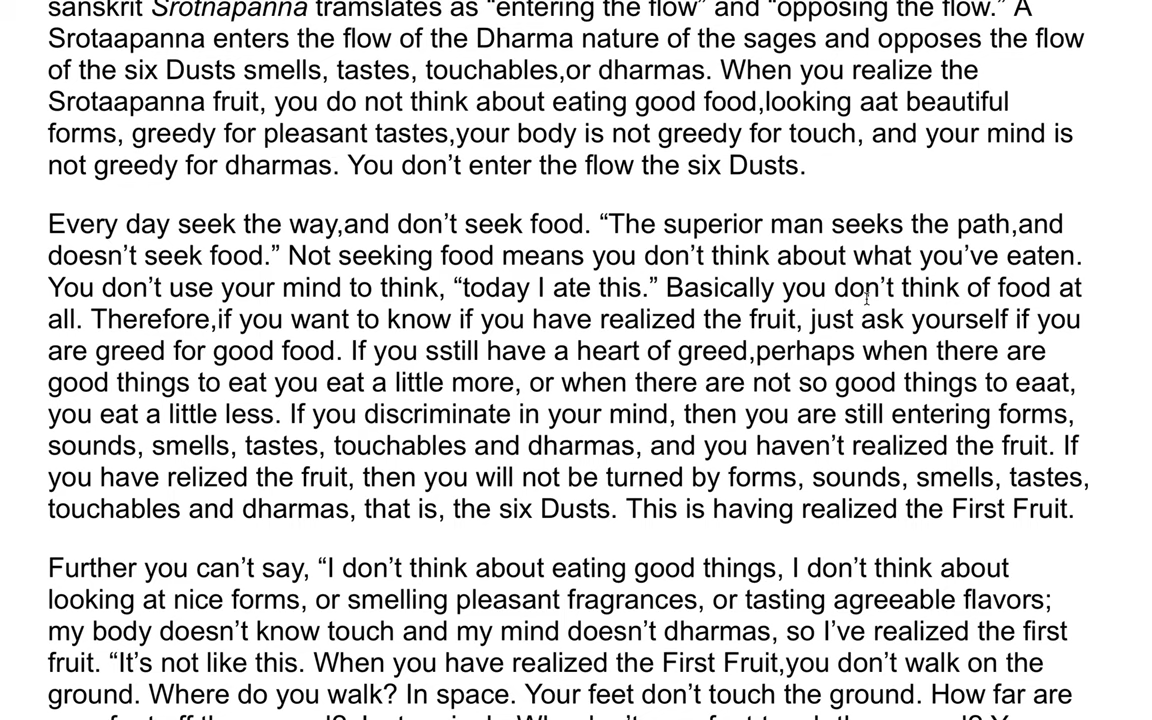 sanskrit Srotnapanna tramslates as “entering the flow” and “opposing the flow.” A
Srotaapanna enters the flow of the Dharma nature of the sages and opposes the flow
of the six Dusts smells, tastes, touchables,or dharmas. When you realize the
Srotaapanna fruit, you do not think about eating good food,looking aat beautiful
forms, greedy for pleasant tastes,your body is not greedy for touch, and your mind is
not greedy for dharmas. You don’t enter the flow the six Dusts.
Every day seek the way,and don’t seek food. “The superior man seeks the path,and
doesn’t seek food.” Not seeking food means you don’t think about what you’ve eaten.
You don’t use your mind to think, “today I ate this.” Basically you don’t think of food at
all. Therefore,if you want to know if you have realized the fruit, just ask yourself if you
are greed for good food. If you sstill have a heart of greed,perhaps when there are
good things to eat you eat a little more, or when there are not so good things to eaat,
you eat a little less. If you discriminate in your mind, then you are still entering forms,
sounds, smells, tastes, touchables and dharmas, and you haven’t realized the fruit. If
you have relized the fruit, then you will not be turned by forms, sounds, smells, tastes,
touchables and dharmas, that is, the six Dusts. This is having realized the First Fruit.
Further you can’t say, “I don’t think about eating good things, I don’t think about
looking at nice forms, or smelling pleasant fragrances, or tasting agreeable flavors;
my body doesn’t know touch and my mind doesn’t dharmas, so I’ve realized the first
fruit. “It’s not like this. When you have realized the First Fruit,you don’t walk on the
ground. Where do you walk? In space. Your feet don’t touch the ground. How far are